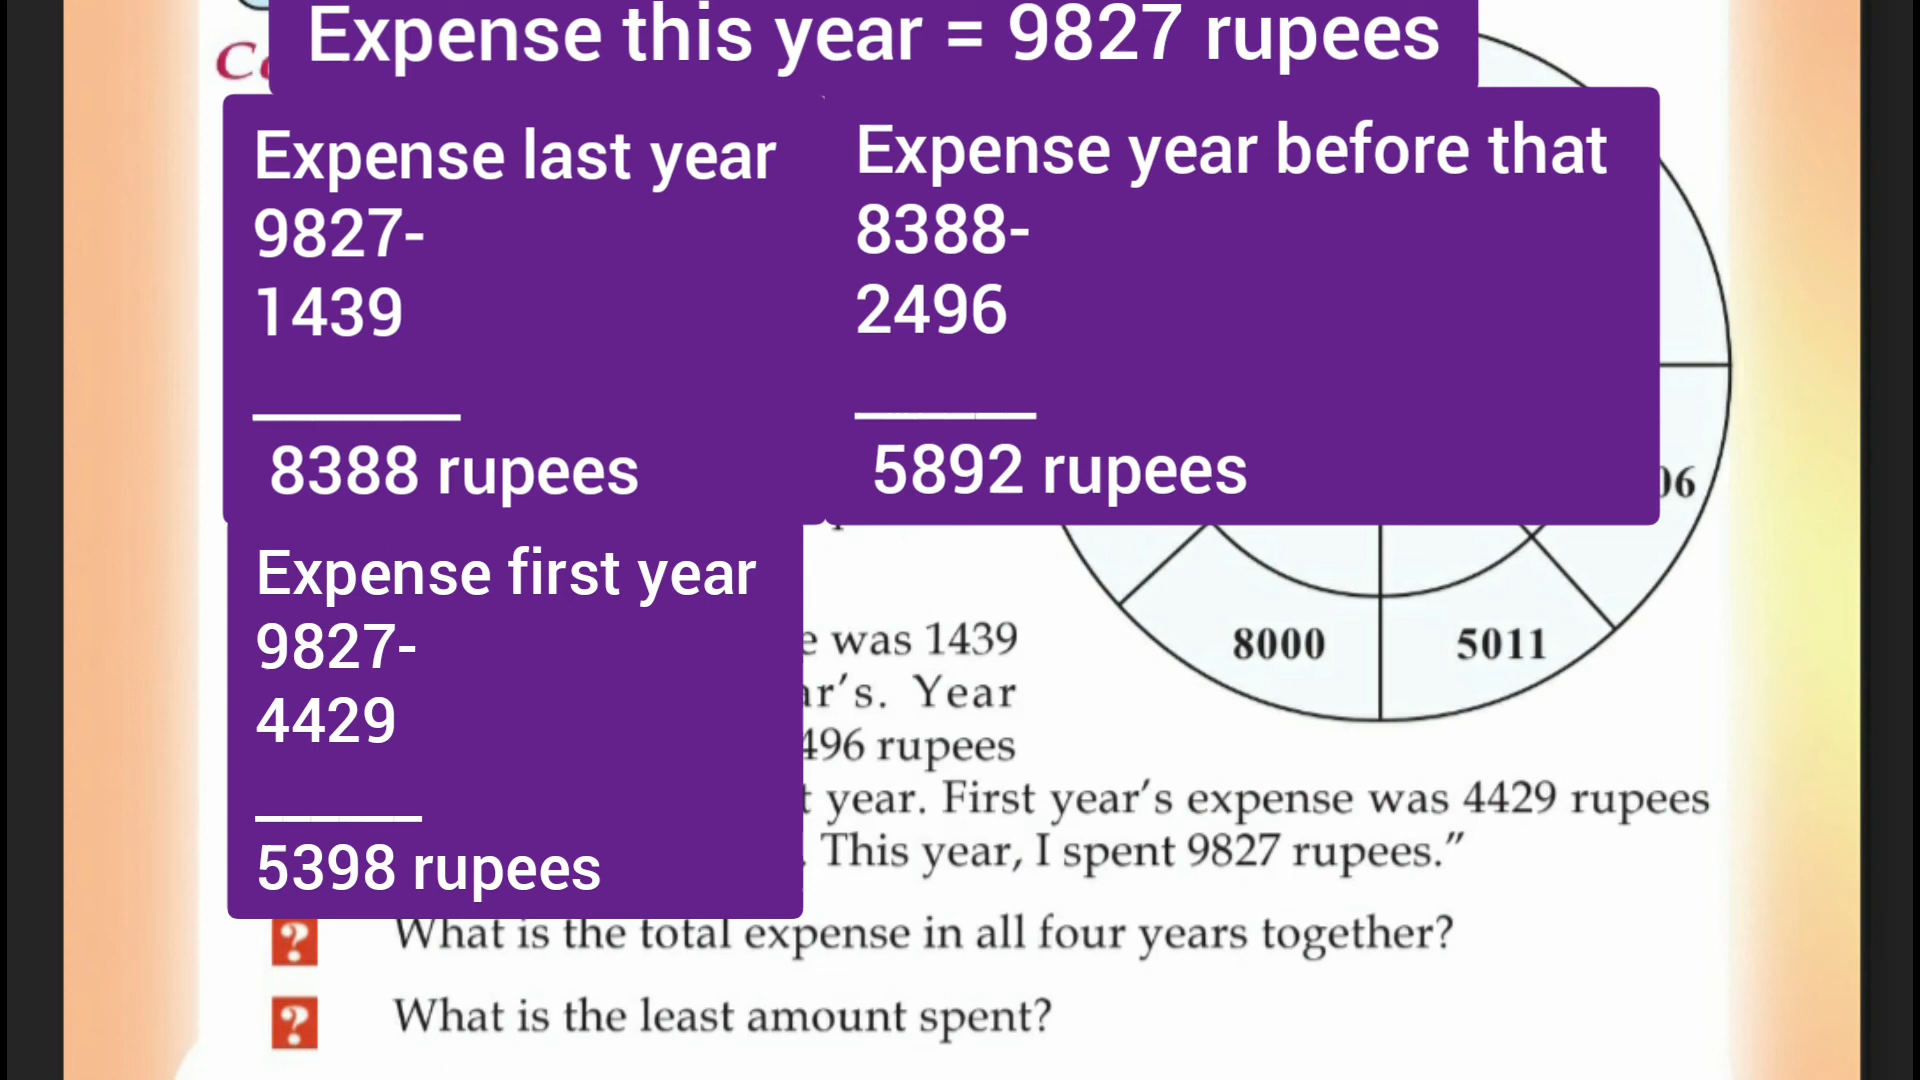 Expense this year = 9827 rupees
Expense last year
9827-
1439
8388 rupees
Expense year before that
8388-
2496
5892 rupees
Expense first year
9827-
4429
5398 rupees
8000
5011
was 1439
Year
rupees
year. First year's expense was 4429 rupees
This year, I spent 9827 rupees."
? What is the total expense in all four years together?
? What is the least amount spent?